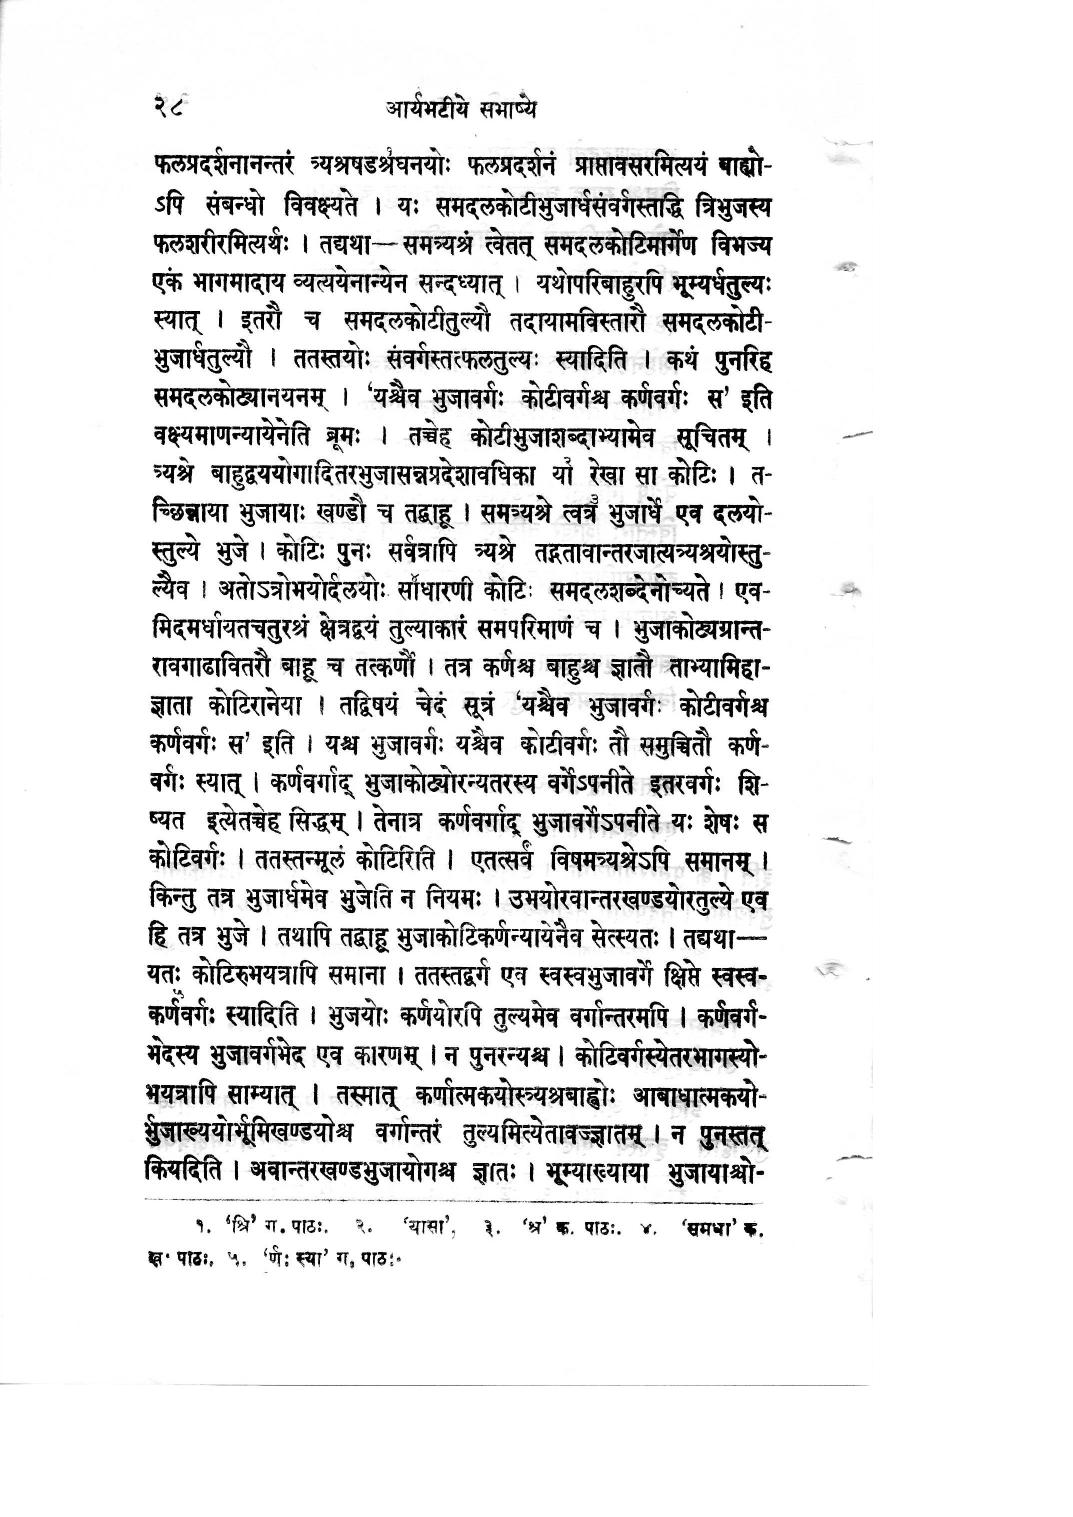 २८ आर्यभटीये सभाष्ये
फलप्रदर्शनानन्तरं त्र्यश्रषडश्रघनयोः फलप्रदर्शनं प्राप्तावसरमित्ययं बाह्यो-
ऽपि संबन्धो विवक्ष्यते । यः समदलकोटीभुजार्धसंवर्गस्तद्धि त्रिभुजस्य
फलशरीरमित्यर्थः । तद्यथा — समत्र्यश्रं त्वेतत् समदलकोटिमार्गेण विभज्य
एकं भागमादाय व्यत्ययेनान्येन सन्दध्यात् । यथोपरिबाहुरपि भूम्यर्धतुल्यः
स्यात् । इतरौ च समदलकोटीतुल्यौ तदायामविस्तारौ समदलकोटी-
भुजार्धतुल्यौ । ततस्तयोः संवर्गस्तत्फलतुल्यः स्यादिति । कथं पुनरिह
समदलकोट्यानयनम् । ‘यश्चैव भुजावर्गः कोटीवर्गश्च कर्णवर्गः स’ इति
वक्ष्यमाणन्यायेनेति ब्रूमः । तच्चेह कोटीभुजाशब्दाभ्यामेव सूचितम् ।
त्र्यश्रे बाहुद्वययोगादितरभुजासन्नप्रदेशावधिका या२ रेखा सा कोटिः । त-
च्छिन्नाया भुजायाः खण्डौ च तद्बाहू । समत्र्यश्रे त्वत्र३ भुजार्धे एव दलयो-
स्तुल्ये भुजे । कोटिः पुनः सर्वत्रापि त्र्यश्रे तद्गतावान्तरजात्यत्र्यश्रयोस्तु-
ल्यैव । अतोऽत्रोभयोर्दलयोः साधारणी४ कोटिः समदलशब्देनोच्यते । एव-
मिदमर्धायतचतुरश्रं क्षेत्रद्वयं तुल्याकारं समपरिमाणं च । भुजाकोट्यग्रान्त-
रावगाढावितरौ बाहू च तत्कर्णौ । तत्र कर्णश्च बाहुश्च ज्ञातौ ताभ्यामिहा-
ज्ञाता कोटिरानेया । तद्विषयं चेदं सूत्रं ‘यश्चैव भुजावर्गः कोटीवर्गश्च
कर्णवर्गः स’ इति । यश्च भुजावर्गः यश्चैव कोटीवर्गः तौ समुच्चितौ कर्ण-
वर्गः स्यात् । कर्णवर्गाद् भुजाकोट्योरन्यतरस्य वर्गेऽपनीते इतरवर्गः शि-
ष्यत इत्येतच्चेह सिद्धम् । तेनात्र कर्णवर्गाद् भुजावर्गेऽपनीते यः शेषः स
कोटिवर्गः । ततस्तन्मूलं कोटिरिति । एतत्सर्वं विषमत्र्यश्रेऽपि समानम् ।
किन्तु तत्र भुजार्धमेव भुजेति न नियमः । उभयोरवान्तरखण्डयोरतुल्ये एव
हि तत्र भुजे । तथापि तद्बाहू भुजाकोटिकर्णन्यायेनैव सेत्स्यतः । तद्यथा —
यतः कोटिरुभयत्रापि समाना । ततस्तद्वर्ग एव स्वस्वभुजावर्गे क्षिप्ते स्वस्व-
कर्णवर्गः५ स्यादिति । भुजयोः कर्णयोरपि तुल्यमेव वर्गान्तरमपि । कर्णवर्ग-
भेदस्य भुजावर्गभेद एव कारणम् । न पुनरन्यश्च । कोटिवर्गस्येतरभागस्यो-
भयत्रापि साम्यात् । तस्मात् कर्णात्मकयोस्त्र्यश्रबाह्वोः आबाधात्मकयो-
र्भुजाख्ययोर्भूमिखण्डयोश्च वर्गान्तरं तुल्यमित्येतावज्ज्ञातम् । न पुनस्तत्
कियदिति । अवान्तरखण्डभुजायोगश्च ज्ञातः । भूम्याख्याया भुजायाश्चो-
१. ‘श्रि’ ग. पाठः. २. ‘यासा’, ३. ‘श्र’ क. पाठः. ४. ‘समधा’ क.
ख. पाठः, ५. ‘र्णः स्या’ ग. पाठः.